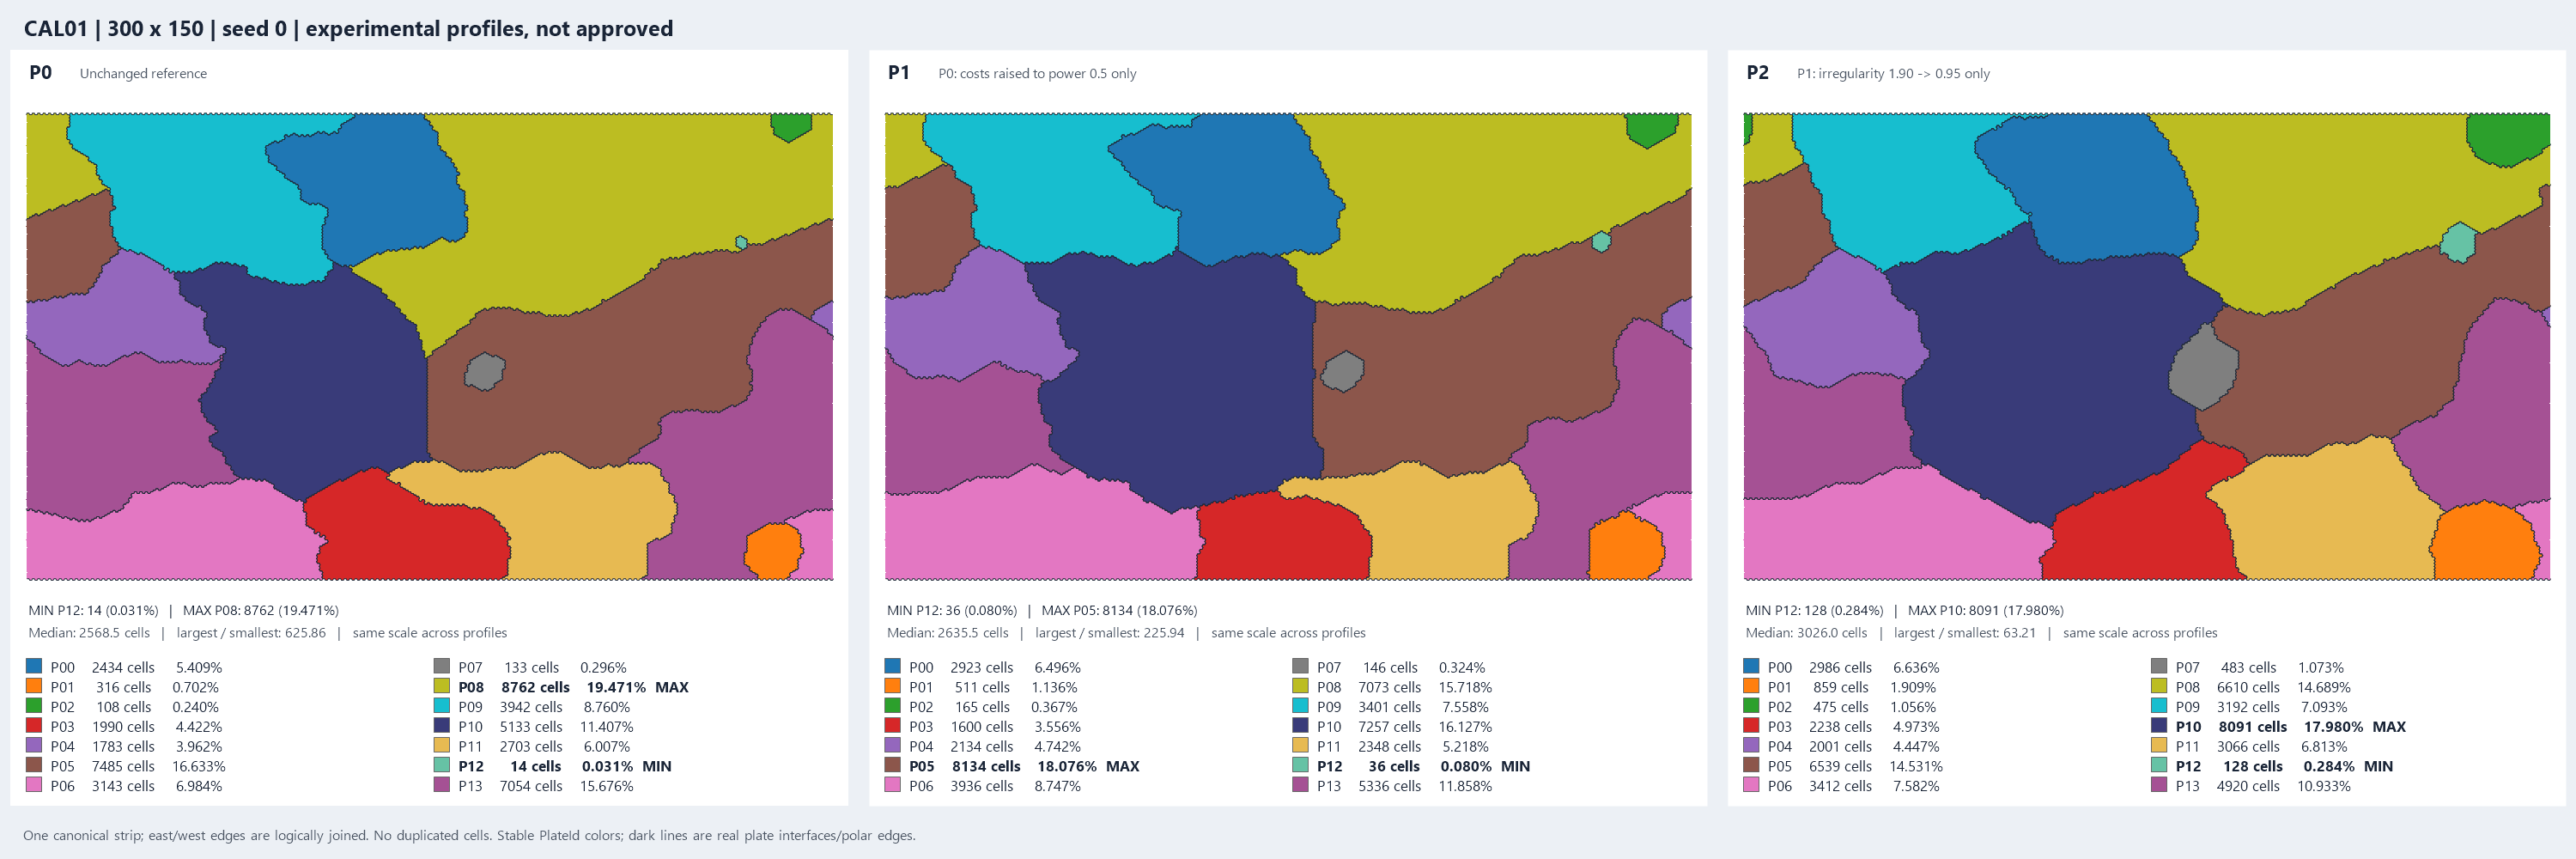 CAL01 | 300 x 150 | seed 0 | experimental profiles, not approved
P0 Unchanged reference
MIN P12: 14 (0.031%) | MAX P08: 8762 (19.471%)
Median: 2568.5 cells | largest / smallest: 625.86 | same scale across profiles
P00 2434 cells 5.409%
P01 316 cells 0.702%
P02 108 cells 0.240%
P03 1990 cells 4.422%
P04 1783 cells 3.962%
P05 7485 cells 16.633%
P06 3143 cells 6.984%
P07 133 cells 0.296%
P08 8762 cells 19.471% MAX
P09 3942 cells 8.760%
P10 5133 cells 11.407%
P11 2703 cells 6.007%
P12 14 cells 0.031% MIN
P13 7054 cells 15.676%
P1 P0: costs raised to power 0.5 only
MIN P12: 36 (0.080%) | MAX P05: 8134 (18.076%)
Median: 2635.5 cells | largest / smallest: 225.94 | same scale across profiles
P00 2923 cells 6.496%
P01 511 cells 1.136%
P02 165 cells 0.367%
P03 1600 cells 3.556%
P04 2134 cells 4.742%
P05 8134 cells 18.076% MAX
P06 3936 cells 8.747%
P07 146 cells 0.324%
P08 7073 cells 15.718%
P09 3401 cells 7.558%
P10 7257 cells 16.127%
P11 2348 cells 5.218%
P12 36 cells 0.080% MIN
P13 5336 cells 11.858%
P2 P1: irregularity 1.90 -> 0.95 only
MIN P12: 128 (0.284%) | MAX P10: 8091 (17.980%)
Median: 3026.0 cells | largest / smallest: 63.21 | same scale across profiles
P00 2986 cells 6.636%
P01 859 cells 1.909%
P02 475 cells 1.056%
P03 2238 cells 4.973%
P04 2001 cells 4.447%
P05 6539 cells 14.531%
P06 3412 cells 7.582%
P07 483 cells 1.073%
P08 6610 cells 14.689%
P09 3192 cells 7.093%
P10 8091 cells 17.980% MAX
P11 3066 cells 6.813%
P12 128 cells 0.284% MIN
P13 4920 cells 10.933%
One canonical strip; east/west edges are logically joined. No duplicated cells. Stable PlateId colors; dark lines are real plate interfaces/polar edges.